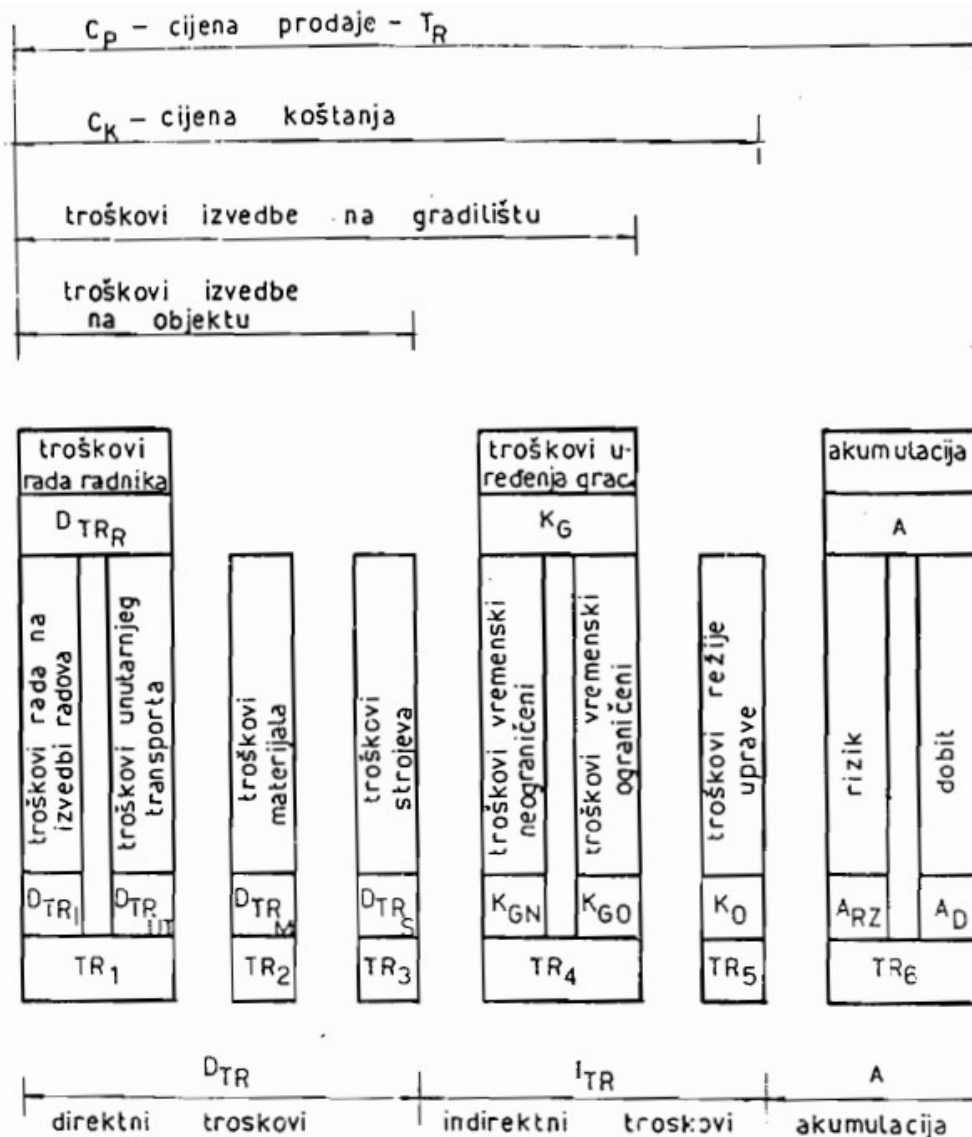 C_P – cijena prodaje – T_R
C_K – cijena koštanja
troškovi izvedbe na gradilištu
troškovi izvedbe
na objektu
troškovi
rada radnika
D_TR_R
troškovi rada na
izvedbi radova
troškovi unutarnjeg
transporta
D_TR_I
D_TR_UT
TR_1
troškovi
materijala
D_TR_M
TR_2
troškovi
strojeva
D_TR_S
TR_3
troškovi u-
ređenja grac.
K_G
troškovi vremenski
neograničeni
troškovi vremenski
ograničeni
K_GN
K_GO
TR_4
troškovi režije
uprave
K_O
TR_5
akumulacija
A
rizik
dobit
A_RZ
A_D
TR_6
D_TR
I_TR
A
direktni troskovi
indirektni troskovi
akumulacija